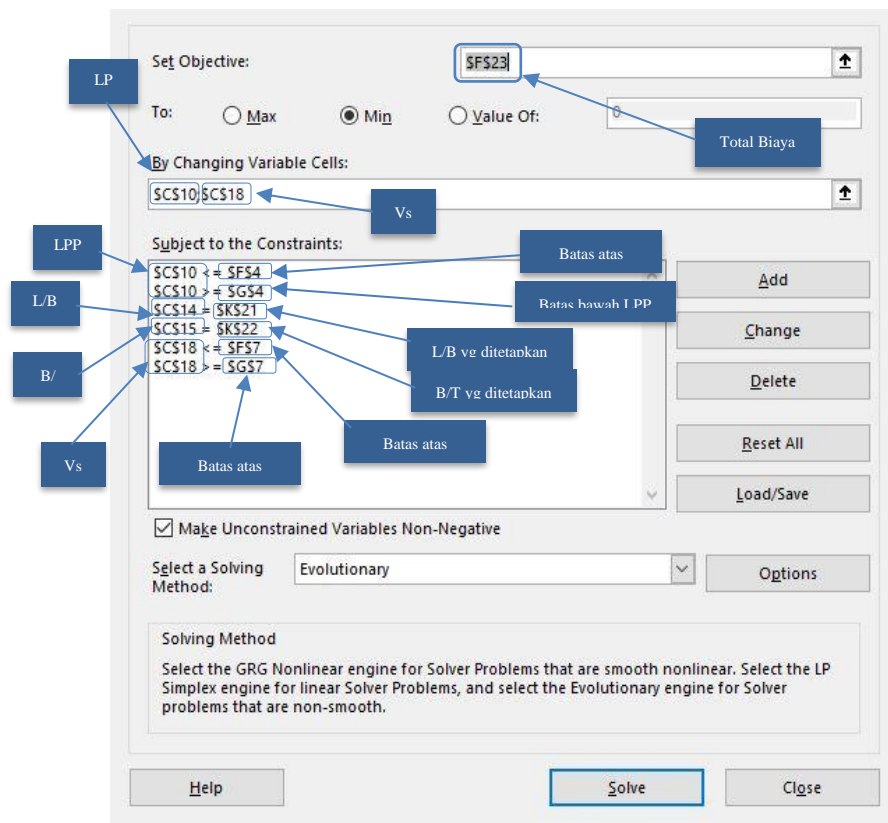 Set Objective:
$F$23
LP
To:
Max
Min
Value Of:
0
Total Biaya
By Changing Variable Cells:
$C$10;$C$18
Vs
LPP
Subject to the Constraints:
Batas atas
$C$10 <= $F$4
$C$10 >= $G$4
Batas bawah LPP
L/B
$C$14 = $K$21
$C$15 = $K$22
L/B yg ditetapkan
$C$18 <= $F$7
$C$18 >= $G$7
B/
B/T yg ditetapkan
Batas atas
Vs
Batas atas
Add
Change
Delete
Reset All
Load/Save
Make Unconstrained Variables Non-Negative
Select a Solving
Method:
Evolutionary
Options
Solving Method
Select the GRG Nonlinear engine for Solver Problems that are smooth nonlinear. Select the LP
Simplex engine for linear Solver Problems, and select the Evolutionary engine for Solver
problems that are non-smooth.
Help
Solve
Close